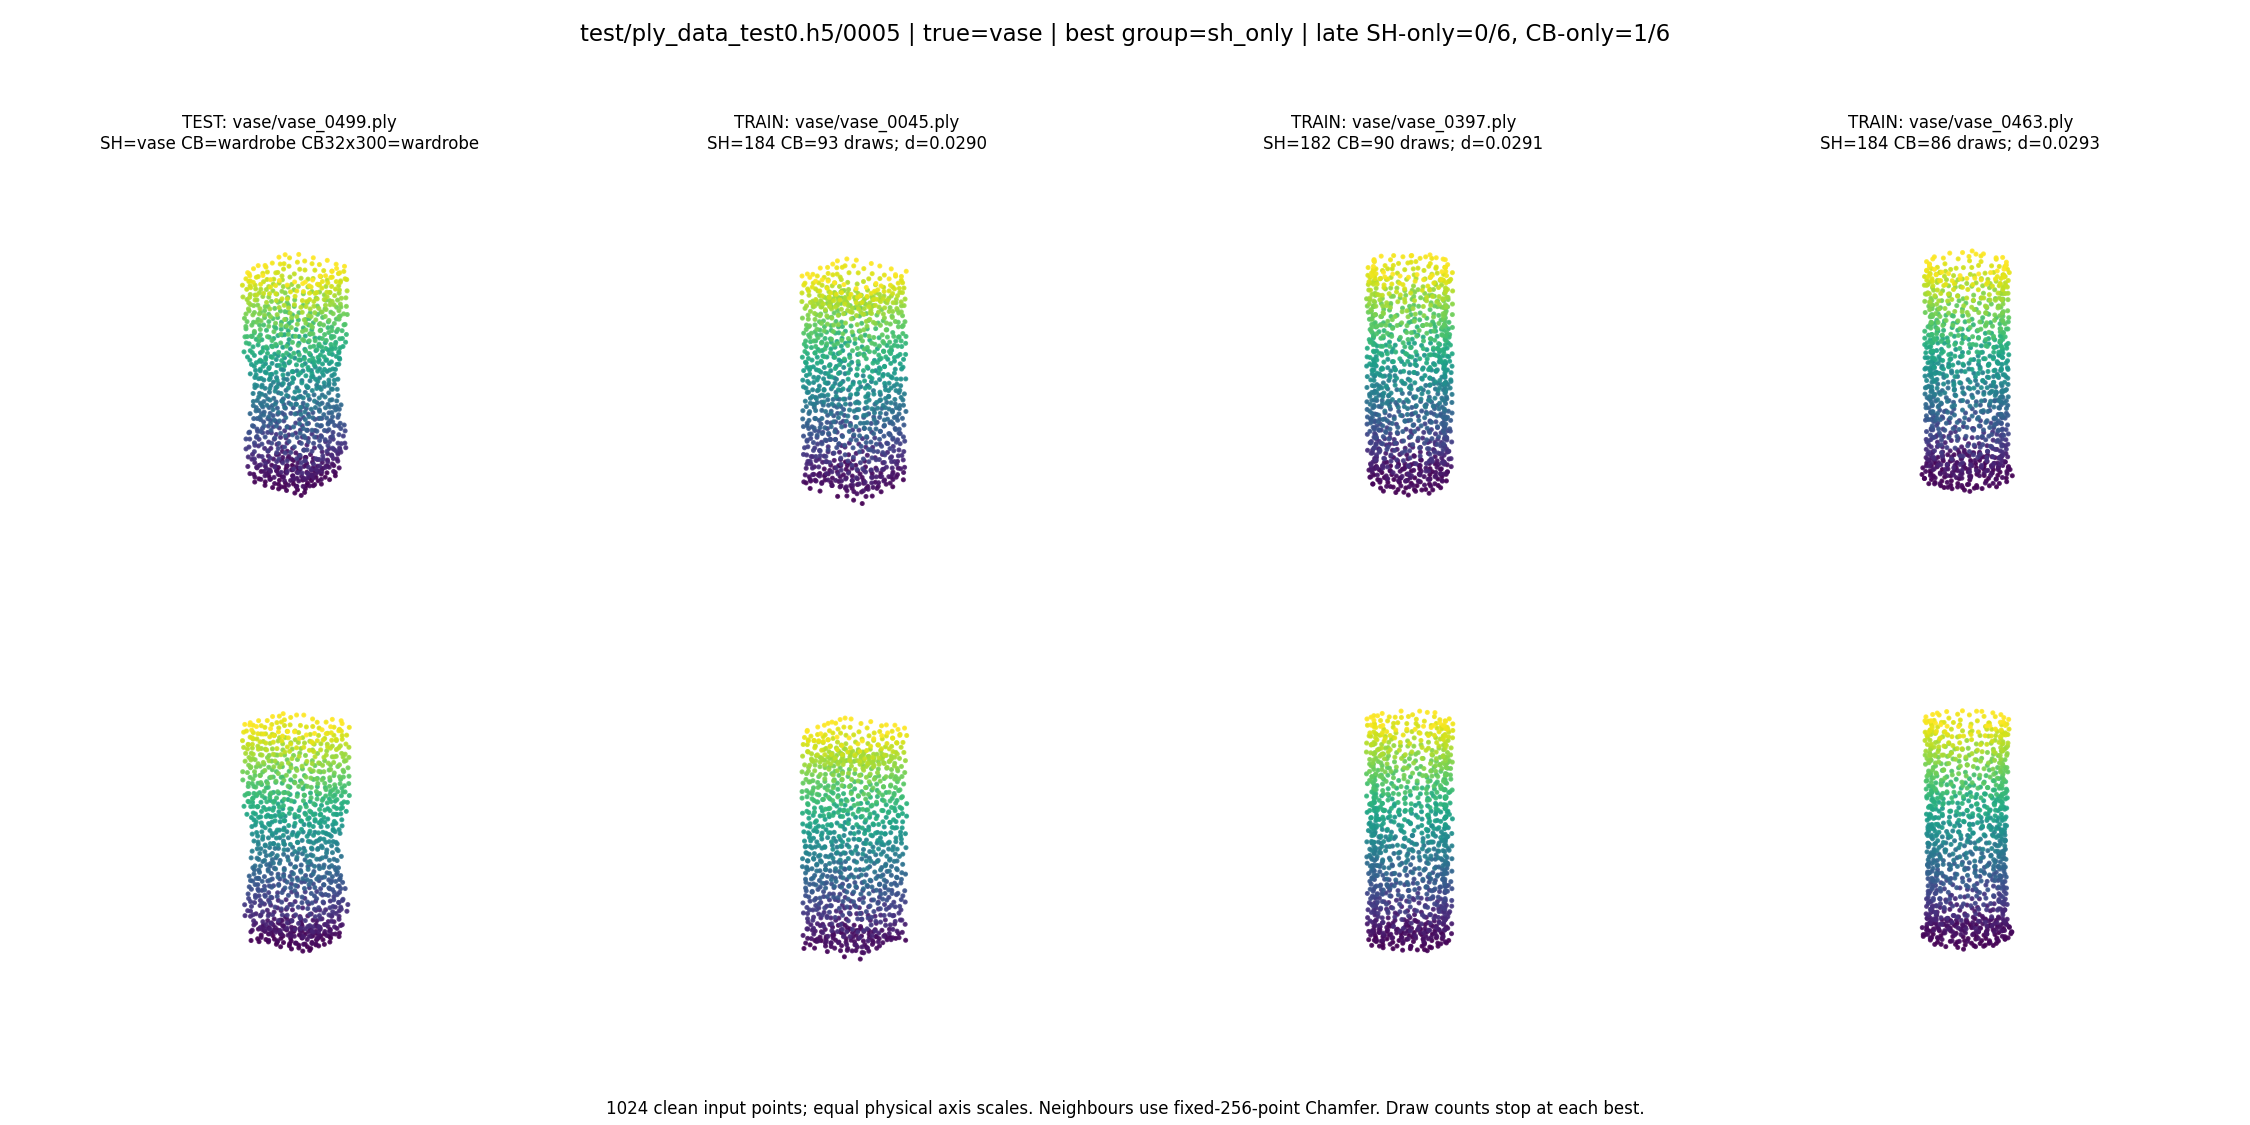 test/ply_data_test0.h5/0005 | true=vase | best group=sh_only | late SH-only=0/6, CB-only=1/6
TEST: vase/vase_0499.ply
SH=vase CB=wardrobe CB32x300=wardrobe
TRAIN: vase/vase_0045.ply
SH=184 CB=93 draws; d=0.0290
TRAIN: vase/vase_0397.ply
SH=182 CB=90 draws; d=0.0291
TRAIN: vase/vase_0463.ply
SH=184 CB=86 draws; d=0.0293
1024 clean input points; equal physical axis scales. Neighbours use fixed-256-point Chamfer. Draw counts stop at each best.